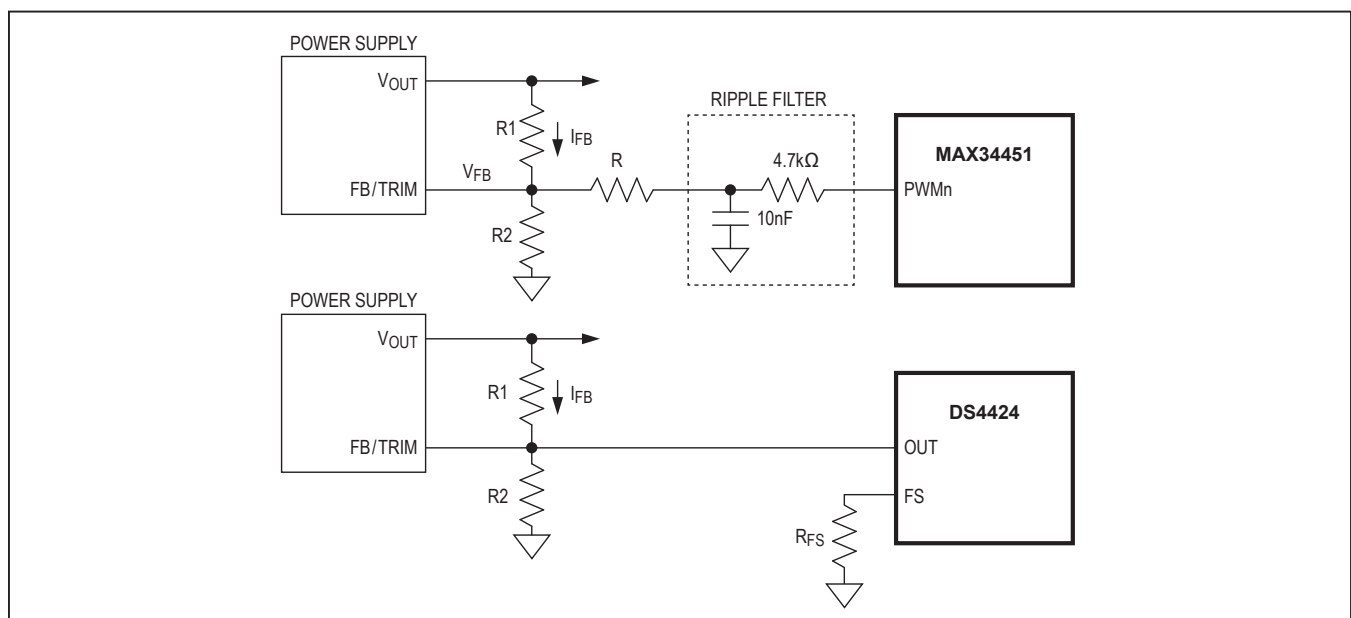 POWER SUPPLY
VOUT
R1
IFB
RIPPLE FILTER
VFB
R
4.7kΩ
MAX34451
PWMn
FB/TRIM
10nF
R2
POWER SUPPLY
VOUT
R1
IFB
DS4424
FB/TRIM
OUT
R2
FS
RFS